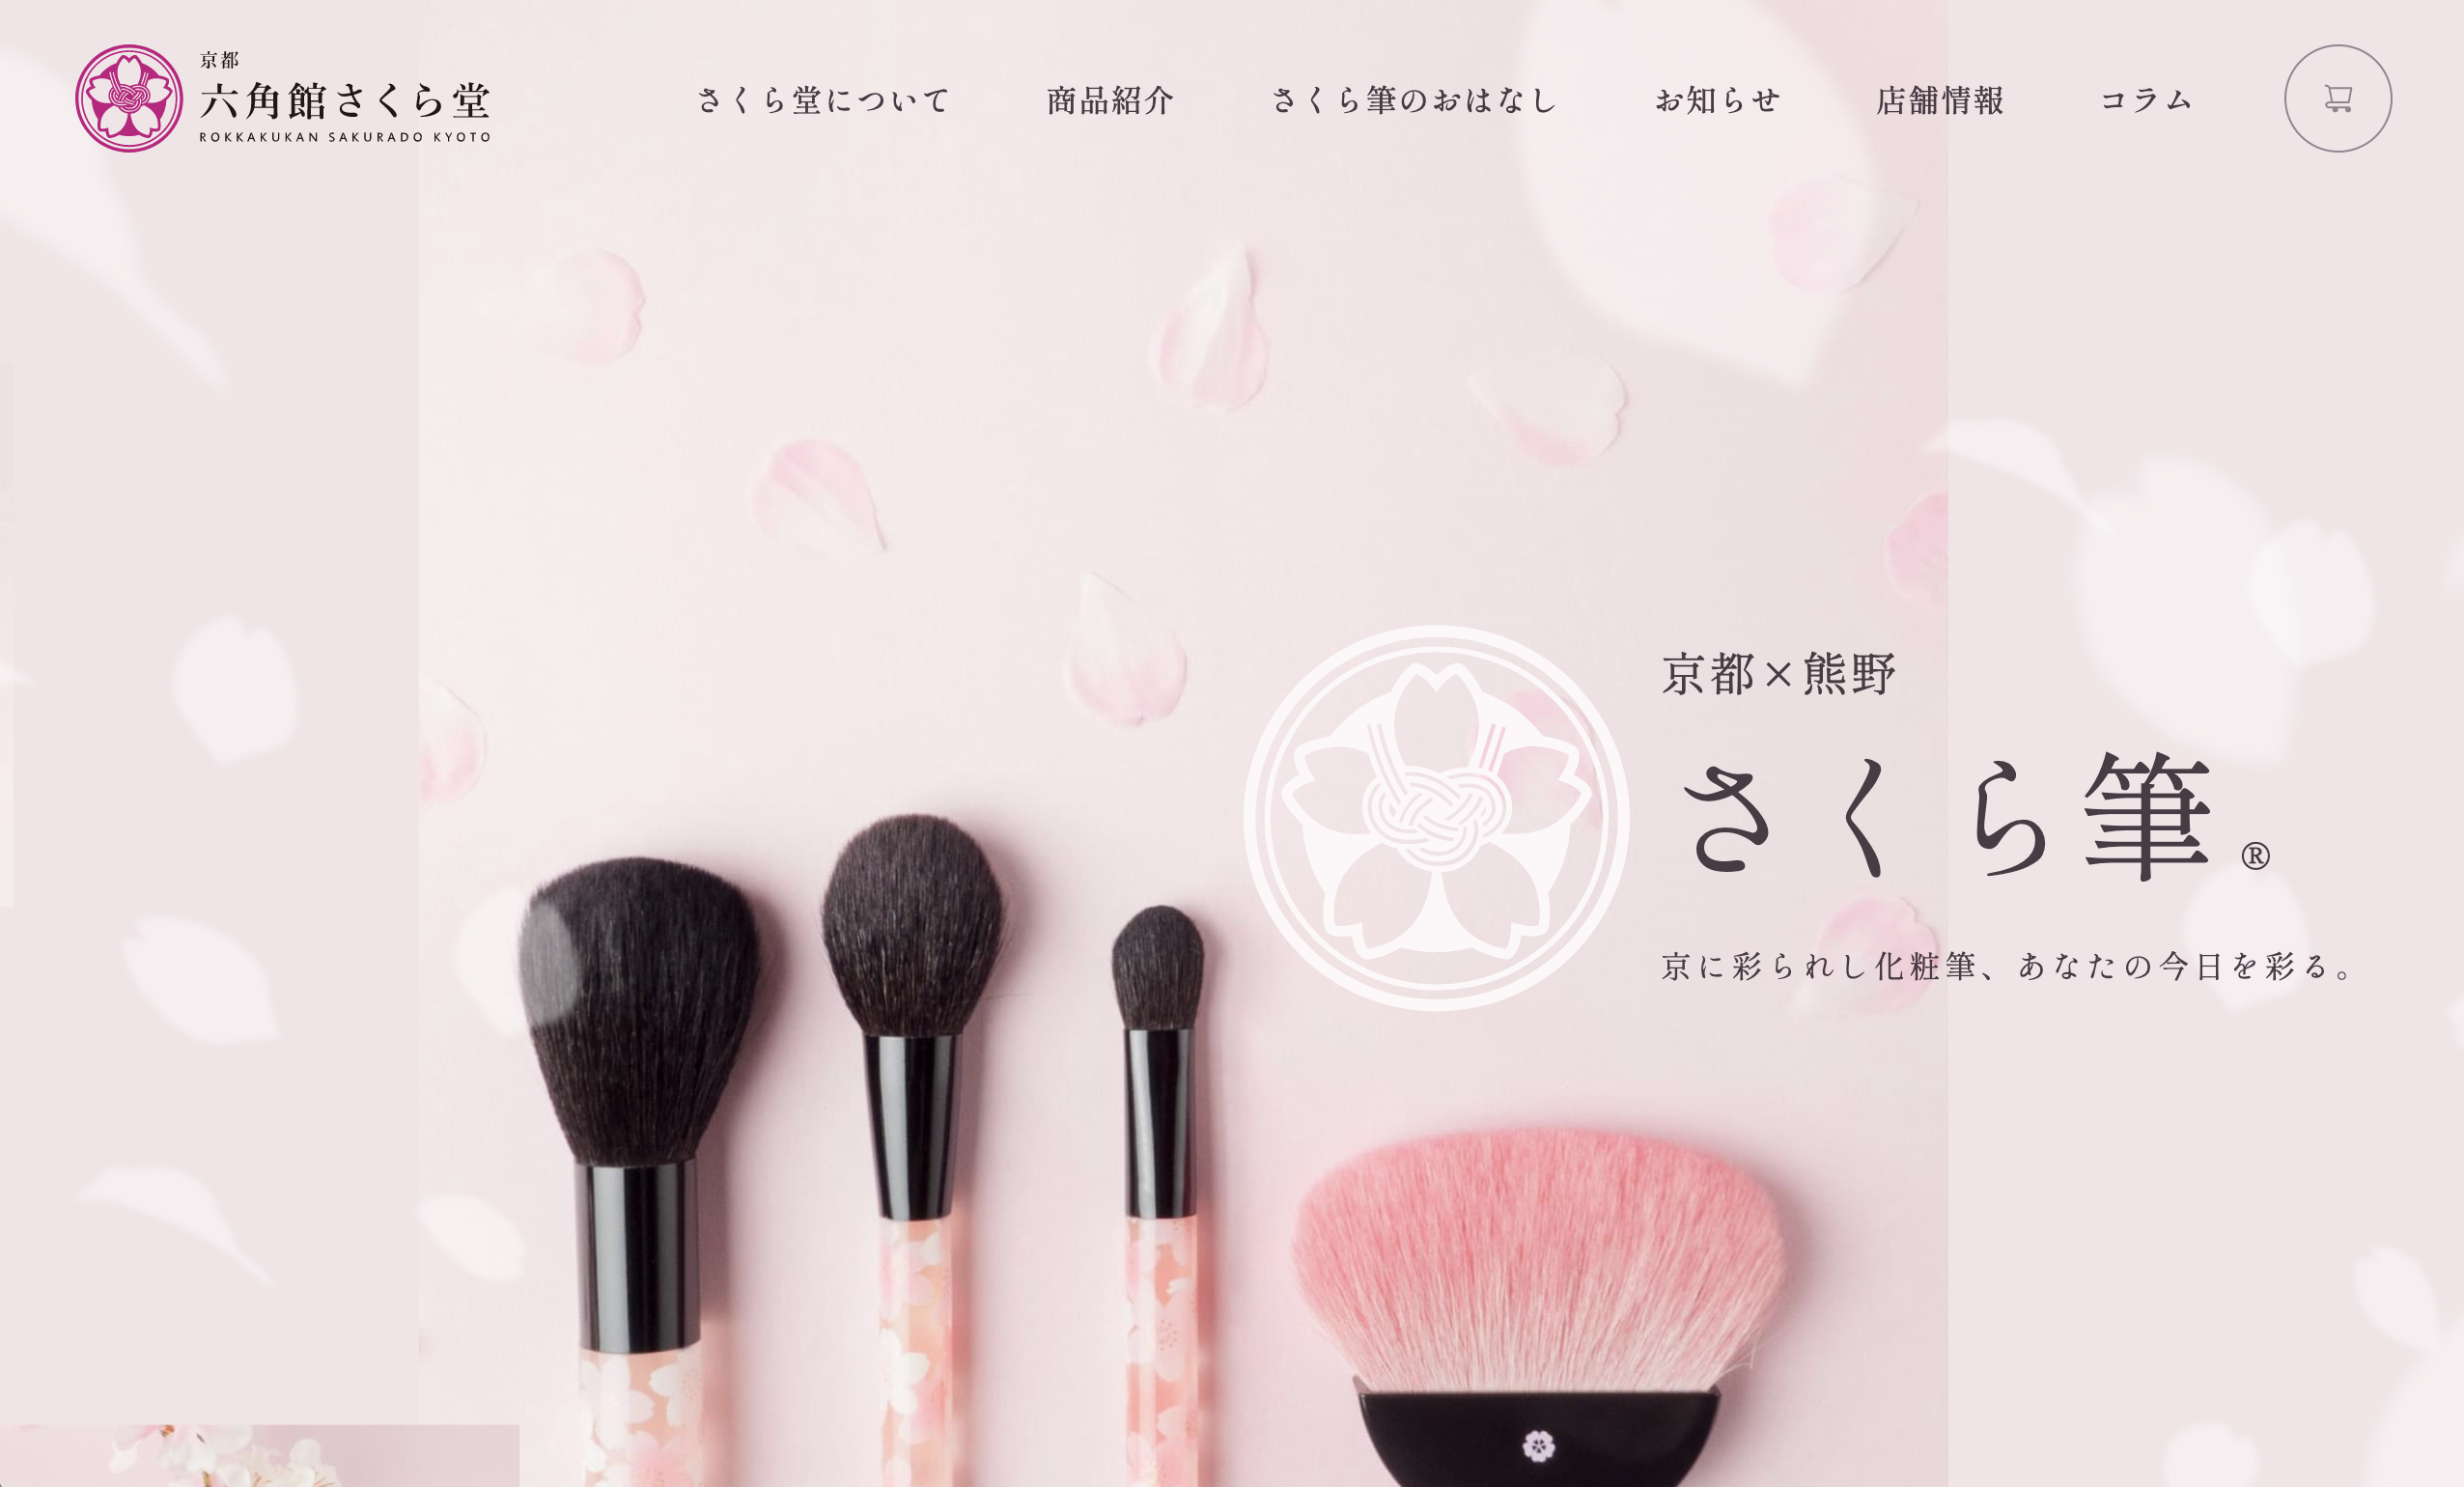 京都
六角館さくら堂
ROKKAKUKAN SAKURADO KYOTO
さくら堂について
商品紹介
さくら筆のおはなし
お知らせ
店舗情報
コラム
京都×熊野
さくら筆®
京に彩られし化粧筆、あなたの今日を彩る。